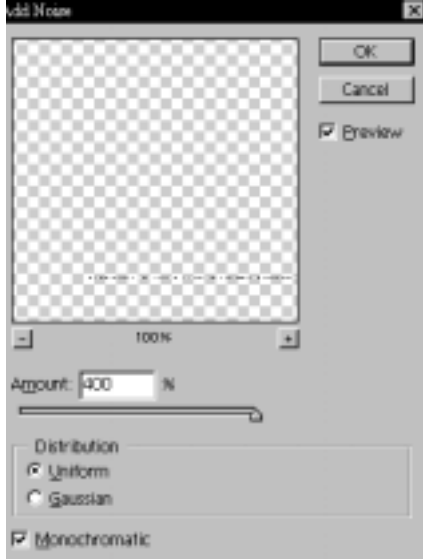 Add Noise
OK
Cancel
Preview
- 100% +
Amount: 400 %
Distribution
Uniform
Gaussian
Monochromatic